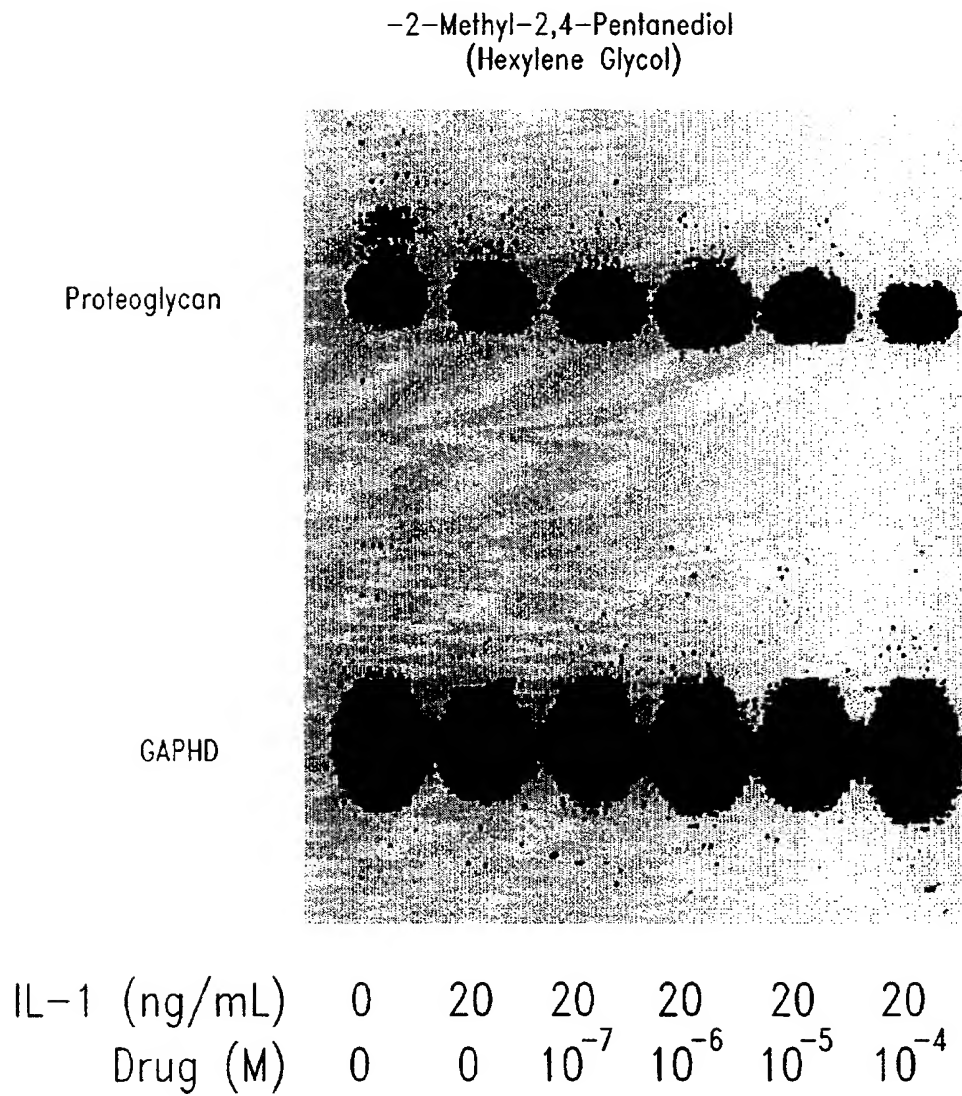 -2-Methyl-2,4-Pentanediol
(Hexylene Glycol)
Proteoglycan
GAPHD
IL-1 (ng/mL) 0 20 20 20 20 20
Drug (M) 0 0 10⁻⁷ 10⁻⁶ 10⁻⁵ 10⁻⁴